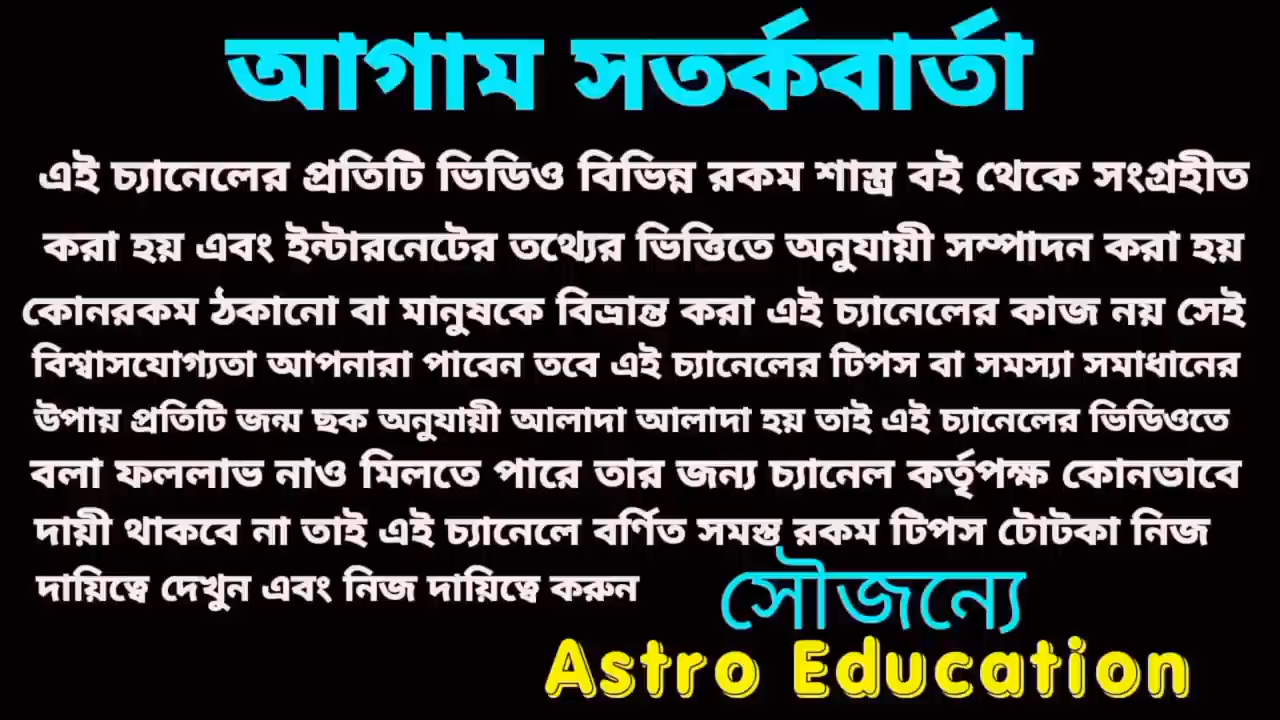 আগাম সতর্কবার্তা
এই চ্যানেলের প্রতিটি ভিডিও বিভিন্ন রকম শাস্ত্র বই থেকে সংগ্রহীত
করা হয় এবং ইন্টারনেটের তথ্যের ভিত্তিতে অনুযায়ী সম্পাদন করা হয়
কোনরকম ঠকানো বা মানুষকে বিভ্রান্ত করা এই চ্যানেলের কাজ নয় সেই
বিশ্বাসযোগ্যতা আপনারা পাবেন তবে এই চ্যানেলের টিপস বা সমস্যা সমাধানের
উপায় প্রতিটি জন্ম ছক অনুযায়ী আলাদা আলাদা হয় তাই এই চ্যানেলের ভিডিওতে
বলা ফললাভ নাও মিলতে পারে তার জন্য চ্যানেল কর্তৃপক্ষ কোনভাবে
দায়ী থাকবে না তাই এই চ্যানেলে বর্ণিত সমস্ত রকম টিপস টোটকা নিজ
দায়িত্বে দেখুন এবং নিজ দায়িত্বে করুন
সৌজন্যে
Astro Education